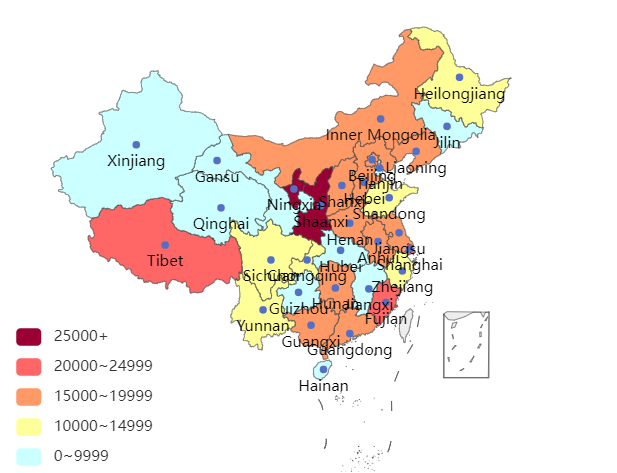 Heilongjiang
Inner Mongolia
Jilin
Xinjiang
Gansu
Beijing
Liaoning
Tianjin
Hebei
Ningxia
Shanxi
Shandong
Qinghai
Shaanxi
Henan
Jiangsu
Tibet
Anhui
Shanghai
Sichuan
Chongqing
Hubei
Zhejiang
Guizhou
Hunan
Jiangxi
Yunnan
Fujian
Guangxi
Guangdong
Hainan
25000+
20000~24999
15000~19999
10000~14999
0~9999